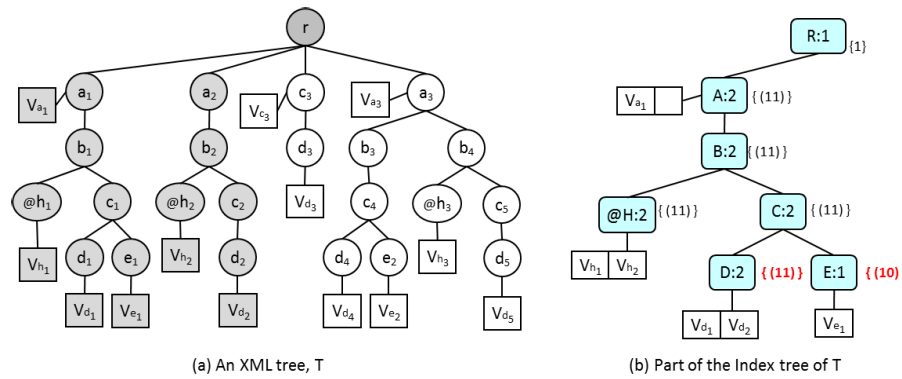 r
R:1 {1}
Va1 a1 a2 Vc3 c3 Va3 a3
Va1 A:2 { (11) }
b1 b2 d3 b3 b4
B:2 { (11) }
@h1 c1 @h2 c2 Vd3 c4 @h3 c5
@H:2 { (11) } C:2 { (11) }
Vh1 d1 e1 Vh2 d2 d4 e2 Vh3 d5
Vh1 Vh2 D:2 { (11) } E:1 { (10)
Vd1 Ve1 Vd2 Vd4 Ve2 Vd5
Vd1 Vd2 Ve1
(a) An XML tree, T
(b) Part of the Index tree of T